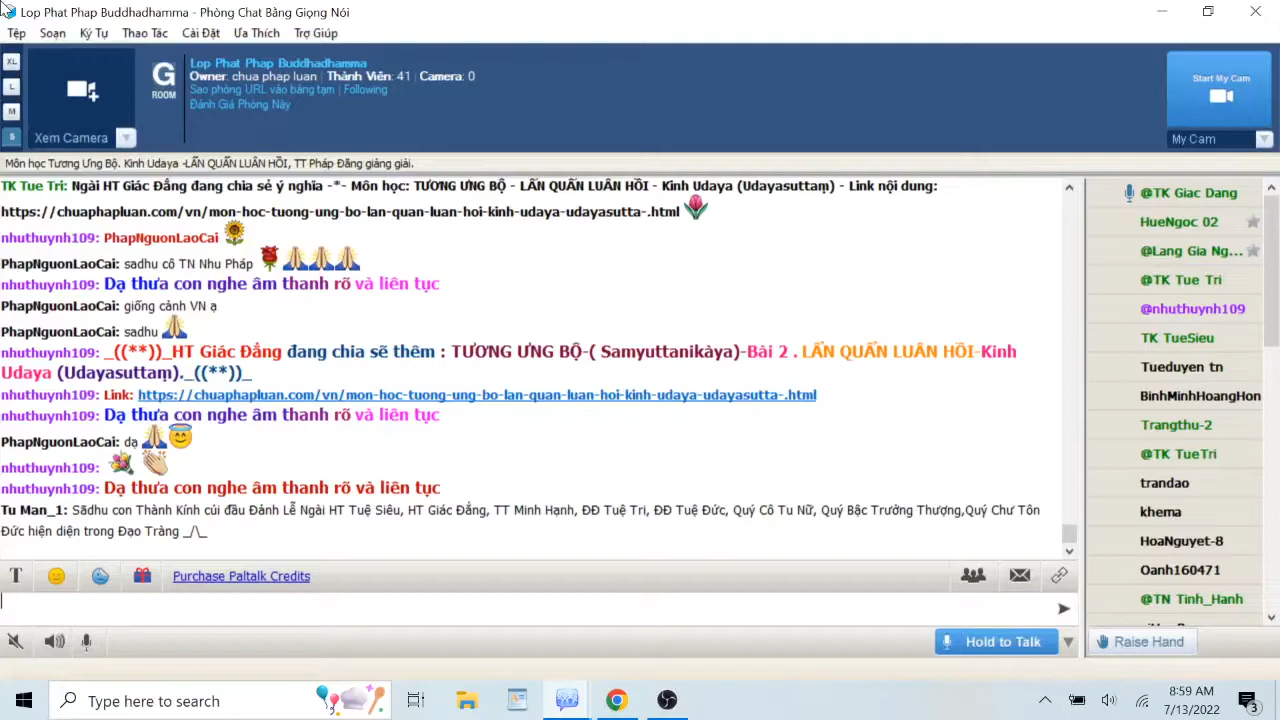 Lop Phat Phap Buddhadhamma - Phòng Chat Bằng Giọng Nói
Tệp Soạn Ký Tự Thao Tác Cài Đặt Ưa Thích Trợ Giúp
XL
L
M
S
Xem Camera
G
ROOM
Lop Phat Phap Buddhadhamma
Owner: chua phap luan | Thành Viên: 41 | Camera: 0
Sao phòng URL vào bảng tạm | Following
Đánh Giá Phòng Này
Start My Cam
My Cam
Môn học Tương Ưng Bộ. Kinh Udaya -LẨN QUẨN LUÂN HỒI, TT Pháp Đăng giảng giải.
TK Tue Tri: Ngài HT Giác Đẳng đang chia sẻ ý nghĩa -*- Môn học: TƯƠNG ƯNG BỘ - LẨN QUẨN LUÂN HỒI - Kinh Udaya (Udayasuttaṃ) - Link nội dung:
https://chuaphapluan.com/vn/mon-hoc-tuong-ung-bo-lan-quan-luan-hoi-kinh-udaya-udayasutta-.html
nhuthuynh109: PhapNguonLaoCai
PhapNguonLaoCai: sadhu cô TN Nhu Pháp
nhuthuynh109: Dạ thưa con nghe âm thanh rõ và liên tục
PhapNguonLaoCai: giống cảnh VN ạ
PhapNguonLaoCai: sadhu
nhuthuynh109: _((**))_HT Giác Đẳng đang chia sẽ thêm : TƯƠNG ƯNG BỘ-( Samyuttanikàya)-Bài 2 . LẨN QUẨN LUÂN HỒI-Kinh
Udaya (Udayasuttaṃ)._((**))_
nhuthuynh109: Link: https://chuaphapluan.com/vn/mon-hoc-tuong-ung-bo-lan-quan-luan-hoi-kinh-udaya-udayasutta-.html
nhuthuynh109: Dạ thưa con nghe âm thanh rõ và liên tục
PhapNguonLaoCai: dạ
nhuthuynh109:
nhuthuynh109: Dạ thưa con nghe âm thanh rõ và liên tục
Tu Man_1: Sādhu con Thành Kính cúi đầu Đảnh Lễ Ngài HT Tuệ Siêu, HT Giác Đẳng, TT Minh Hạnh, ĐĐ Tuệ Tri, ĐĐ Tuệ Đức, Quý Cô Tu Nữ, Quý Bậc Trưởng Thượng,Quý Chư Tôn
Đức hiện diện trong Đạo Tràng _/\_
@TK Giac Dang
HueNgoc 02
@Lang Gia Ng...
@TK Tue Tri
@nhuthuynh109
TK TueSieu
Tueduyen tn
BinhMinhHoangHon
Trangthu-2
@TK TueTri
trandao
khema
HoaNguyet-8
Oanh160471
@TN Tinh_Hanh
T
Purchase Paltalk Credits
Hold to Talk
Raise Hand
Type here to search
8:59 AM
7/13/2022
3